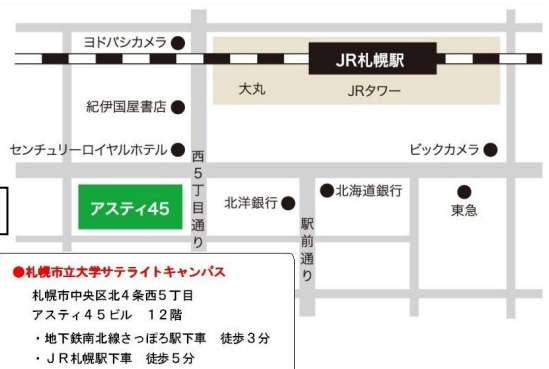 ヨドバシカメラ
JR札幌駅
大丸
JRタワー
紀伊国屋書店
センチュリーロイヤルホテル
ビックカメラ
西5丁目通り
アスティ45
北洋銀行
北海道銀行
東急
駅前通り
●札幌市立大学サテライトキャンパス
札幌市中央区北4条西5丁目
アスティ45ビル 12階
・地下鉄南北線さっぽろ駅下車 徒歩3分
・JR札幌駅下車 徒歩5分